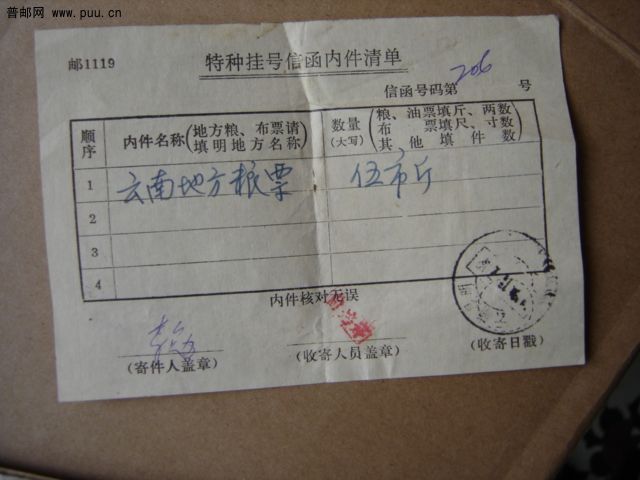 普邮网 www.puu.cn
邮1119
特种挂号信函内件清单
信函号码第206号
顺序 内件名称(地方粮、布票请填明地方名称) 数量(大写)(粮、油票填斤、两数 布票填尺、寸数 其他填件数)
1 云南地方粮票 伍市斤
2
3
4
内件核对无误
(寄件人盖章) (收寄人员盖章) (收寄日戳)